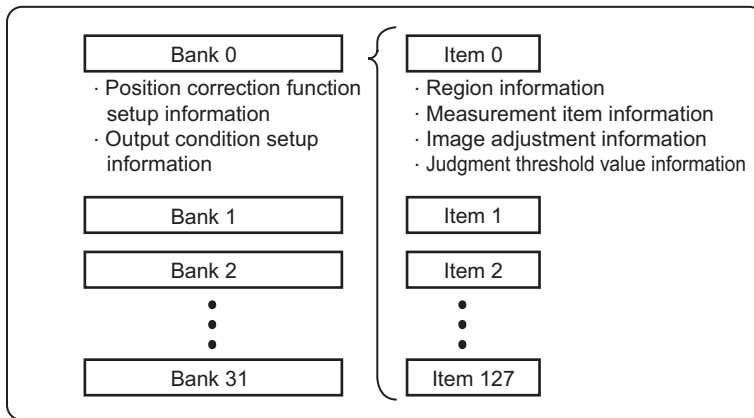 Bank 0
· Position correction function
setup information
· Output condition setup
information
Bank 1
Bank 2
Bank 31
Item 0
· Region information
· Measurement item information
· Image adjustment information
· Judgment threshold value information
Item 1
Item 2
Item 127